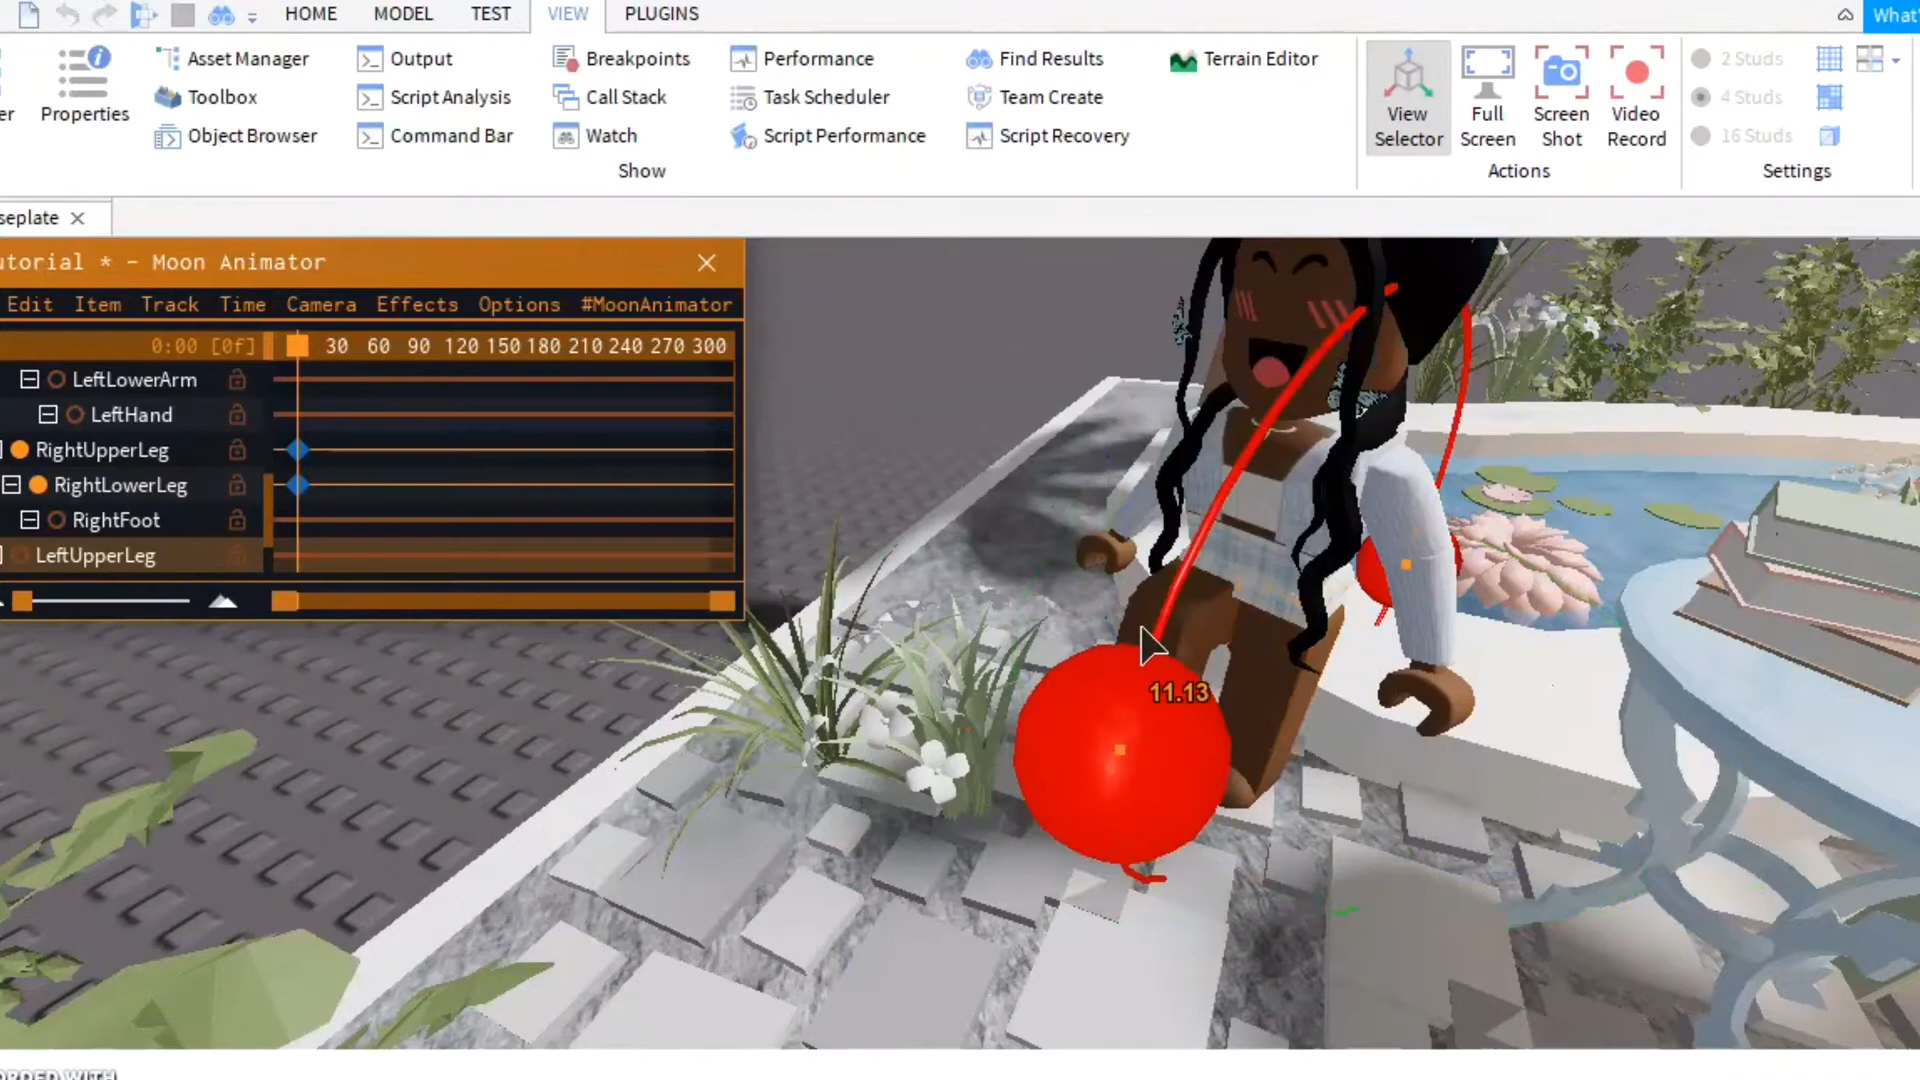 HOME MODEL TEST VIEW PLUGINS
What'
Properties
Asset Manager
Toolbox
Object Browser
Output
Script Analysis
Command Bar
Breakpoints
Call Stack
Watch
Performance
Task Scheduler
Script Performance
Find Results
Team Create
Script Recovery
Terrain Editor
Show
View
Selector
Full
Screen
Screen
Shot
Video
Record
Actions
2 Studs
4 Studs
16 Studs
Settings
seplate
utorial * - Moon Animator
Edit Item Track Time Camera Effects Options #MoonAnimator
0:00 [0f] 30 60 90 120 150 180 210 240 270 300
LeftLowerArm
LeftHand
RightUpperLeg
RightLowerLeg
RightFoot
LeftUpperLeg
11.13